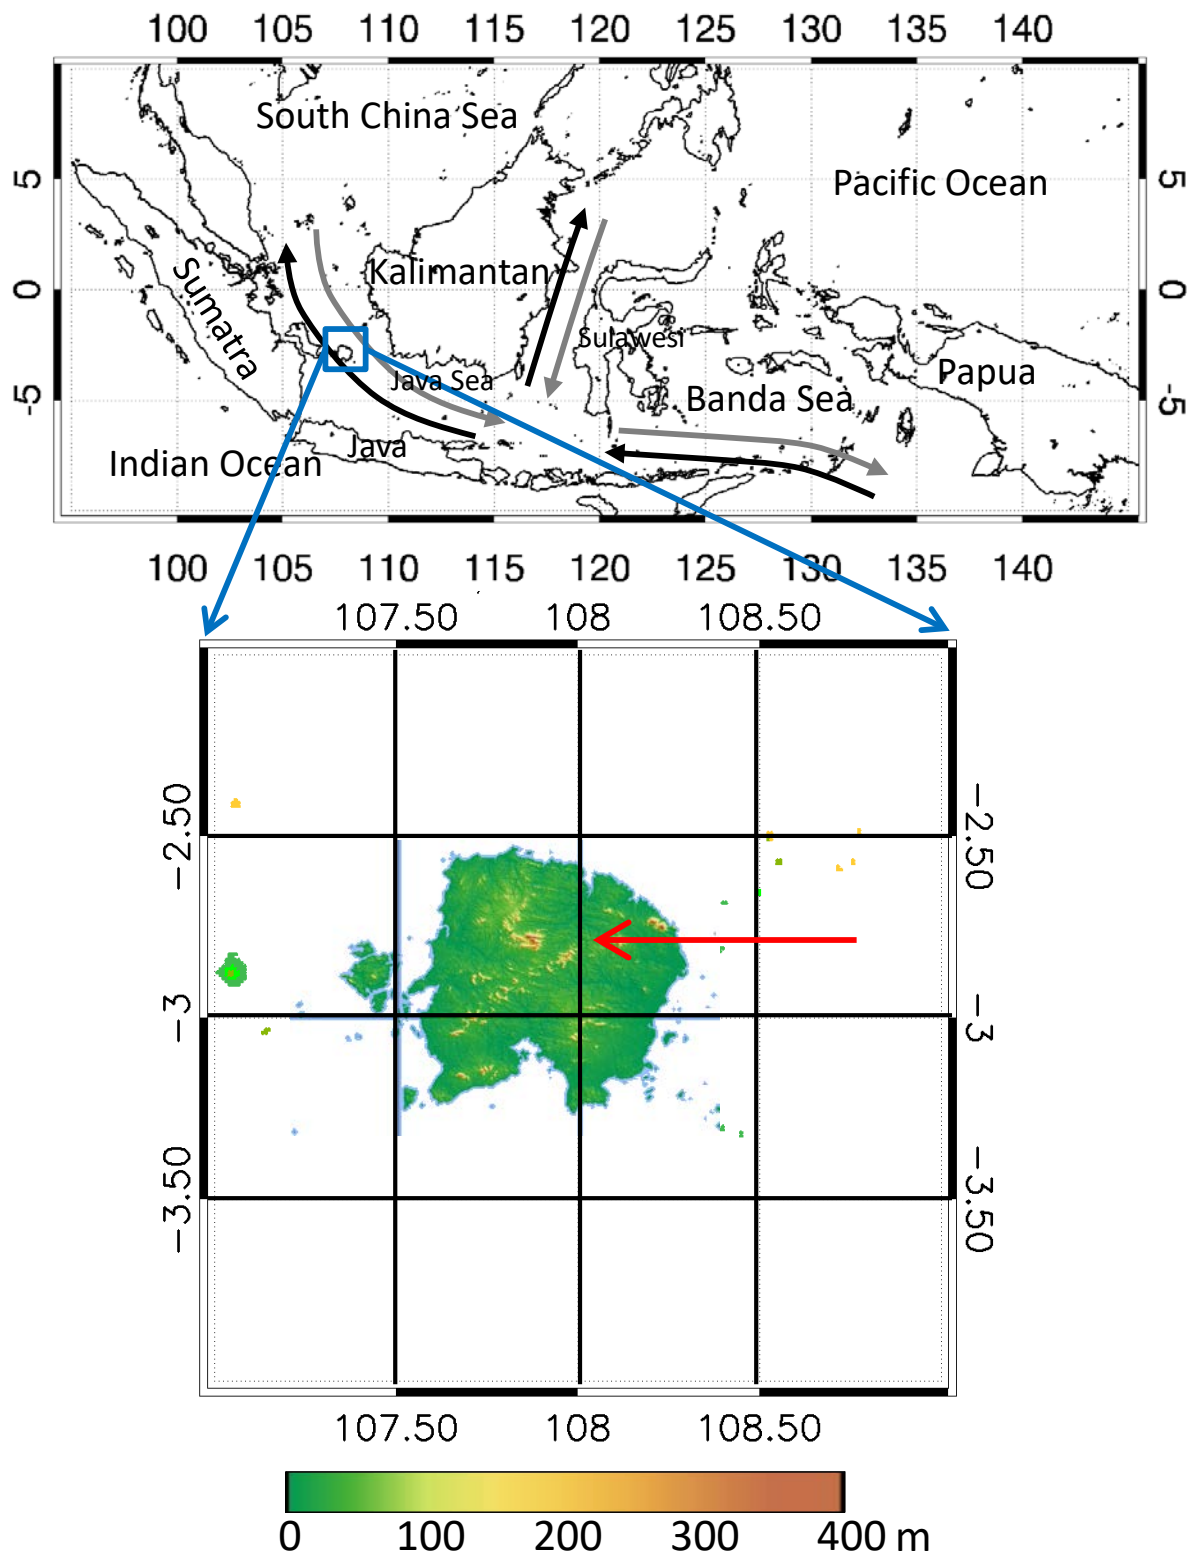 100 105 110 115 120 125 130 135 140
South China Sea
Pacific Ocean
5 5
Kalimantan
Sumatra
0 0
Sulawesi
Java Sea
Papua
Banda Sea
-5 -5
Java
Indian Ocean
100 105 110 115 120 125 130 135 140
107.50 108 108.50
-2.50 -2.50
-3 -3
-3.50 -3.50
107.50 108 108.50
0 100 200 300 400 m